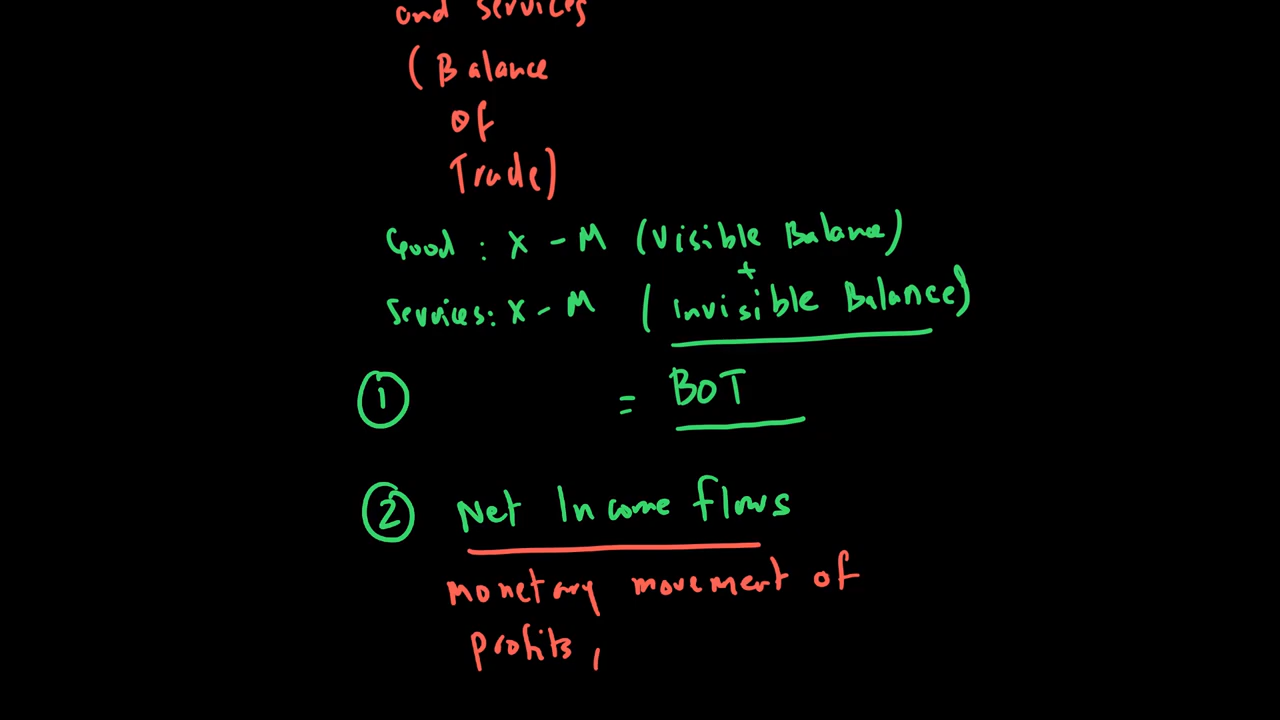 and services
(Balance
of
Trade)
Good : X - M (Visible Balance)
+
Services: X - M (Invisible Balance)
① = BOT
② Net Income flows
monetary movement of
profits,